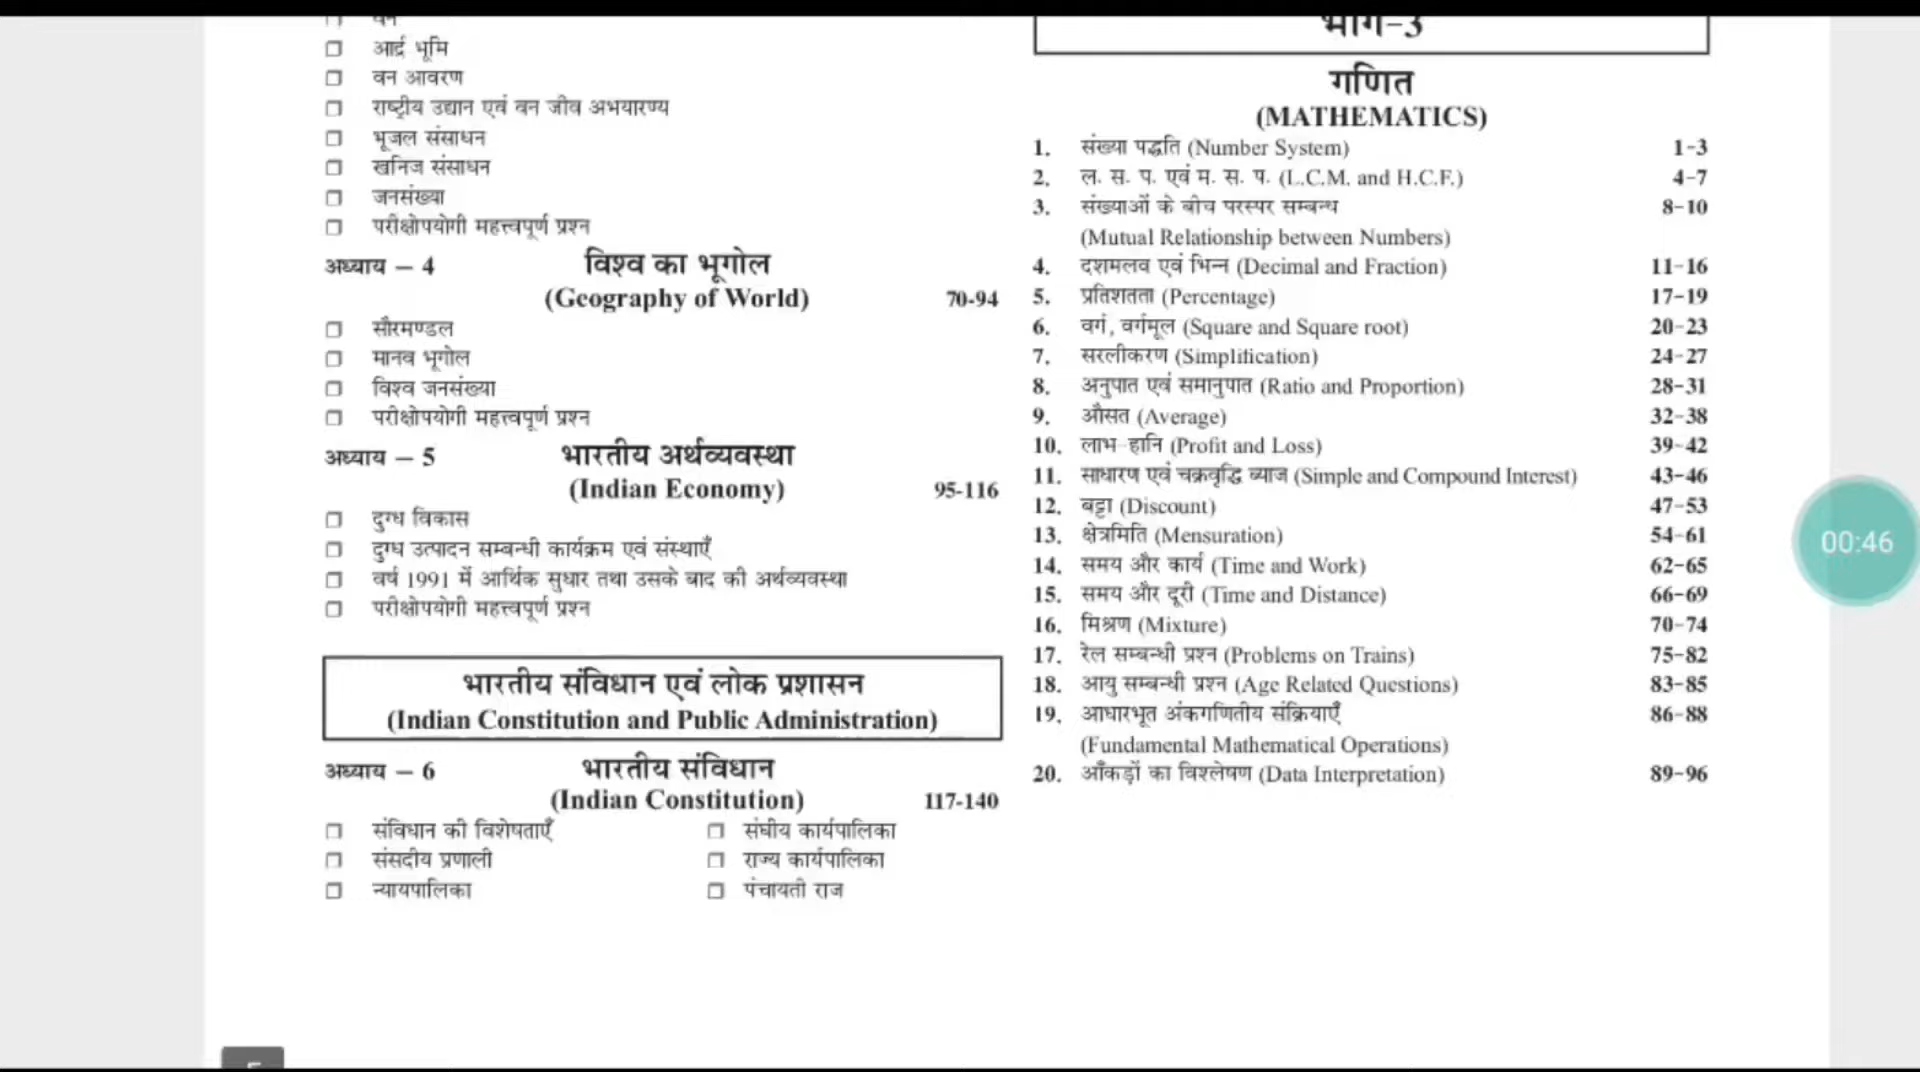 वन
आर्द्र भूमि
वन आवरण
राष्ट्रीय उद्यान एवं वन जीव अभयारण्य
भूजल संसाधन
खनिज संसाधन
जनसंख्या
परीक्षोपयोगी महत्त्वपूर्ण प्रश्न
अध्याय – 4 विश्व का भूगोल
(Geography of World) 70-94
सौरमण्डल
मानव भूगोल
विश्व जनसंख्या
परीक्षोपयोगी महत्त्वपूर्ण प्रश्न
अध्याय – 5 भारतीय अर्थव्यवस्था
(Indian Economy) 95-116
दुग्ध विकास
दुग्ध उत्पादन सम्बन्धी कार्यक्रम एवं संस्थाएँ
वर्ष 1991 में आर्थिक सुधार तथा उसके बाद की अर्थव्यवस्था
परीक्षोपयोगी महत्त्वपूर्ण प्रश्न
भारतीय संविधान एवं लोक प्रशासन
(Indian Constitution and Public Administration)
अध्याय – 6 भारतीय संविधान
(Indian Constitution) 117-140
संविधान की विशेषताएँ संघीय कार्यपालिका
संसदीय प्रणाली राज्य कार्यपालिका
न्यायपालिका पंचायती राज
भाग-3
गणित
(MATHEMATICS)
1. संख्या पद्धति (Number System) 1-3
2. ल. स. प. एवं म. स. प. (L.C.M. and H.C.F.) 4-7
3. संख्याओं के बीच परस्पर सम्बन्ध 8-10
(Mutual Relationship between Numbers)
4. दशमलव एवं भिन्न (Decimal and Fraction) 11-16
5. प्रतिशतता (Percentage) 17-19
6. वर्ग, वर्गमूल (Square and Square root) 20-23
7. सरलीकरण (Simplification) 24-27
8. अनुपात एवं समानुपात (Ratio and Proportion) 28-31
9. औसत (Average) 32-38
10. लाभ-हानि (Profit and Loss) 39-42
11. साधारण एवं चक्रवृद्धि ब्याज (Simple and Compound Interest) 43-46
12. बट्टा (Discount) 47-53
13. क्षेत्रमिति (Mensuration) 54-61
14. समय और कार्य (Time and Work) 62-65
15. समय और दूरी (Time and Distance) 66-69
16. मिश्रण (Mixture) 70-74
17. रेल सम्बन्धी प्रश्न (Problems on Trains) 75-82
18. आयु सम्बन्धी प्रश्न (Age Related Questions) 83-85
19. आधारभूत अंकगणितीय संक्रियाएँ 86-88
(Fundamental Mathematical Operations)
20. आँकड़ों का विश्लेषण (Data Interpretation) 89-96
00:46